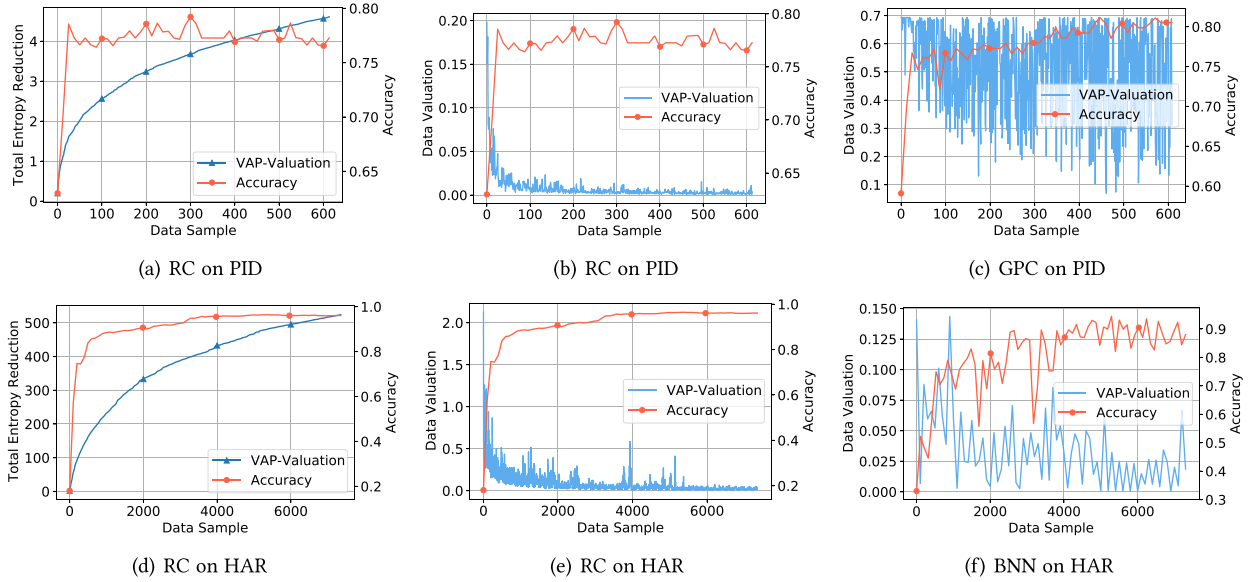 Total Entropy Reduction
4
3
2
1
0
0.80
0.75
0.70
0.65
Accuracy
VAP-Valuation
Accuracy
0 100 200 300 400 500 600
Data Sample
(a) RC on PID
Data Valuation
0.20
0.15
0.10
0.05
0.00
0.80
0.75
0.70
0.65
Accuracy
VAP-Valuation
Accuracy
0 100 200 300 400 500 600
Data Sample
(b) RC on PID
Data Valuation
0.7
0.6
0.5
0.4
0.3
0.2
0.1
0.80
0.75
0.70
0.65
0.60
Accuracy
VAP-Valuation
Accuracy
0 100 200 300 400 500 600
Data Sample
(c) GPC on PID
Total Entropy Reduction
500
400
300
200
100
0
1.0
0.8
0.6
0.4
0.2
Accuracy
VAP-Valuation
Accuracy
0 2000 4000 6000
Data Sample
(d) RC on HAR
Data Valuation
2.0
1.5
1.0
0.5
0.0
1.0
0.8
0.6
0.4
0.2
Accuracy
VAP-Valuation
Accuracy
0 2000 4000 6000
Data Sample
(e) RC on HAR
Data Valuation
0.150
0.125
0.100
0.075
0.050
0.025
0.000
0.9
0.8
0.7
0.6
0.5
0.4
0.3
Accuracy
VAP-Valuation
Accuracy
0 2000 4000 6000
Data Sample
(f) BNN on HAR